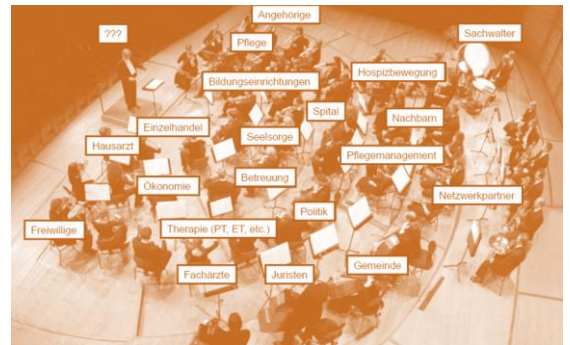 Angehörige
???
Sachwalter
Pflege
Hospizbewegung
Bildungseinrichtungen
Spital
Nachbarn
Einzelhandel
Seelsorge
Hausarzt
Pflegemanagement
Betreuung
Ökonomie
Netzwerkpartner
Politik
Freiwillige
Therapie (PT, ET, etc.)
Gemeinde
Fachärzte
Juristen